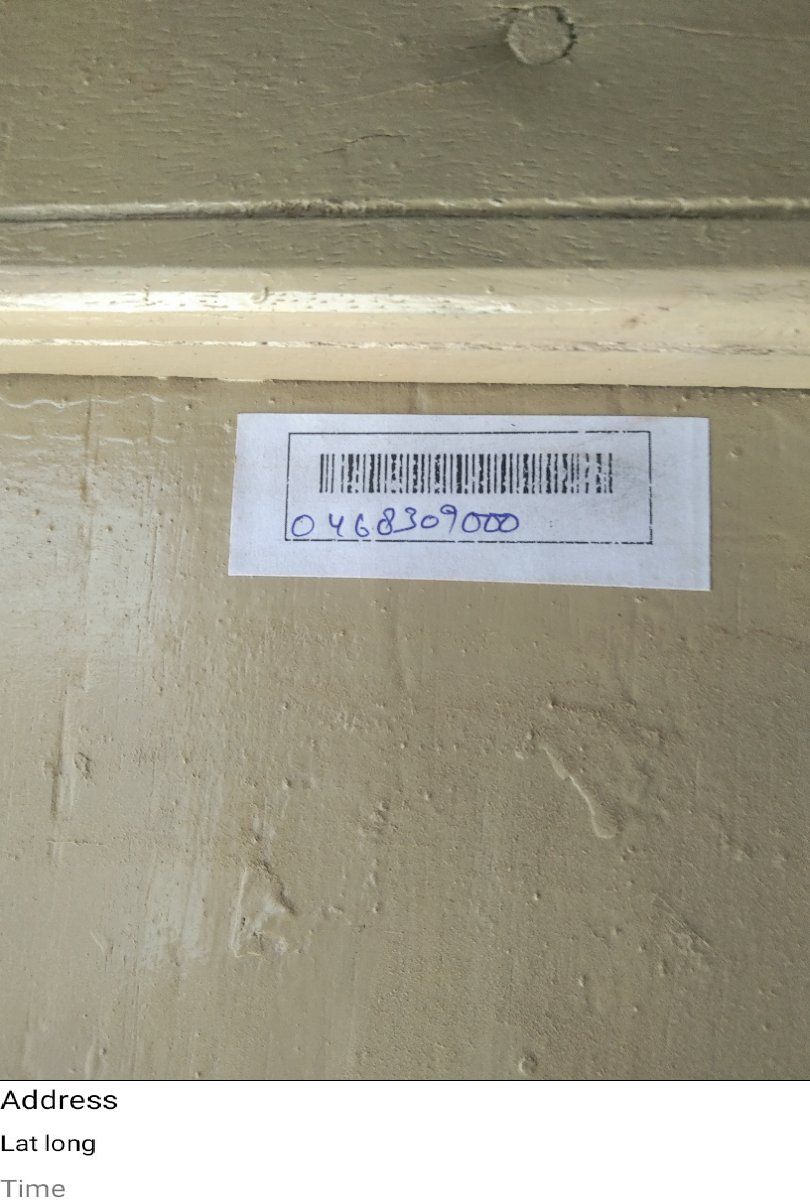 0468309000
Address
Lat long
Time